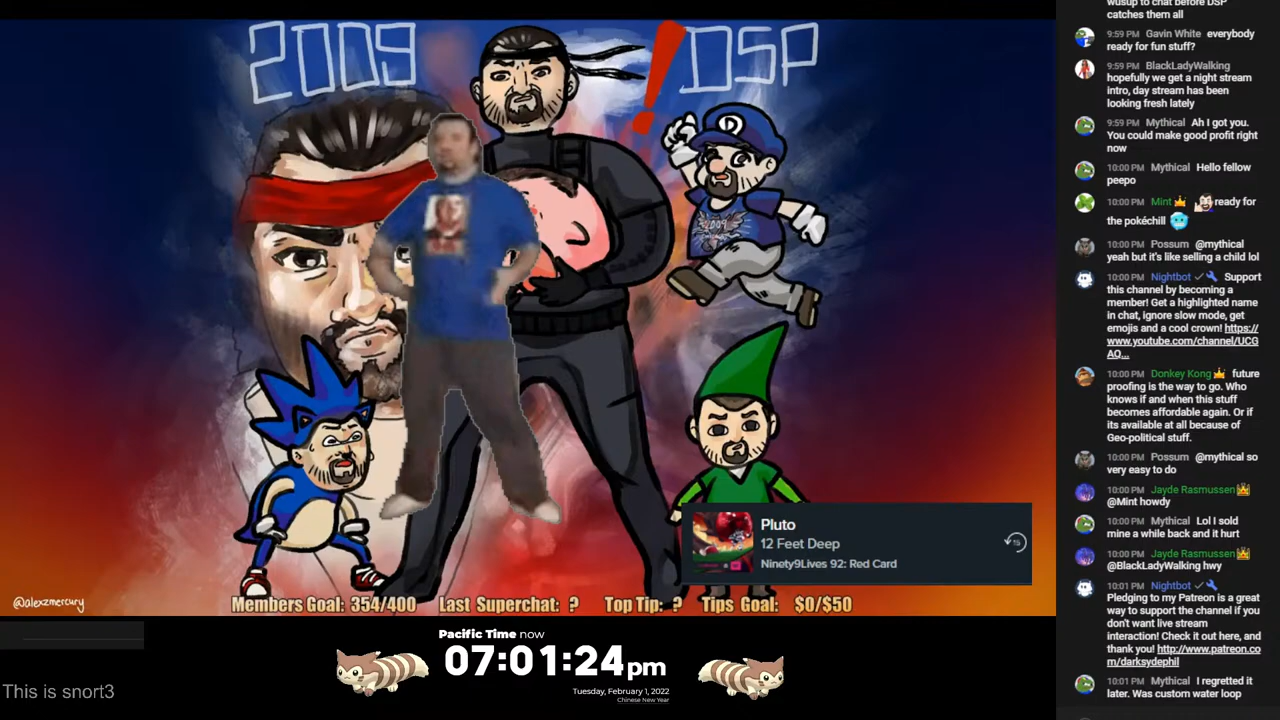 2009
DSP
!
D
2009
@alexzmercury
Pluto
12 Feet Deep
Ninety9Lives 92: Red Card
15
Members Goal: 354/400 Last Superchat: ? Top Tip: ? Tips Goal: $0/$50
Pacific Time now
07:01:24pm
Tuesday, February 1, 2022
Chinese New Year
This is snort3
wusup to chat before DSP
catches them all
9:59 PM Gavin White everybody
ready for fun stuff?
9:59 PM BlackLadyWalking
hopefully we get a night stream
intro, day stream has been
looking fresh lately
9:59 PM Mythical Ah I got you.
You could make good profit right
now
10:00 PM Mythical Hello fellow
peepo
10:00 PM Mint ready for
the pokéchill
10:00 PM Possum @mythical
yeah but it's like selling a child lol
10:00 PM Nightbot Support
this channel by becoming a
member! Get a highlighted name
in chat, ignore slow mode, get
emojis and a cool crown! https://
www.youtube.com/channel/UCG
AO...
10:00 PM Donkey Kong future
proofing is the way to go. Who
knows if and when this stuff
becomes affordable again. Or if
its available at all because of
Geo-political stuff.
10:00 PM Possum @mythical so
very easy to do
10:00 PM Jayde Rasmussen
@Mint howdy
10:00 PM Mythical Lol I sold
mine a while back and it hurt
10:00 PM Jayde Rasmussen
@BlackLadyWalking hwy
10:01 PM Nightbot
Pledging to my Patreon is a great
way to support the channel if you
don't want live stream
interaction! Check it out here, and
thank you! http://www.patreon.co
m/darksydephil
10:01 PM Mythical I regretted it
later. Was custom water loop